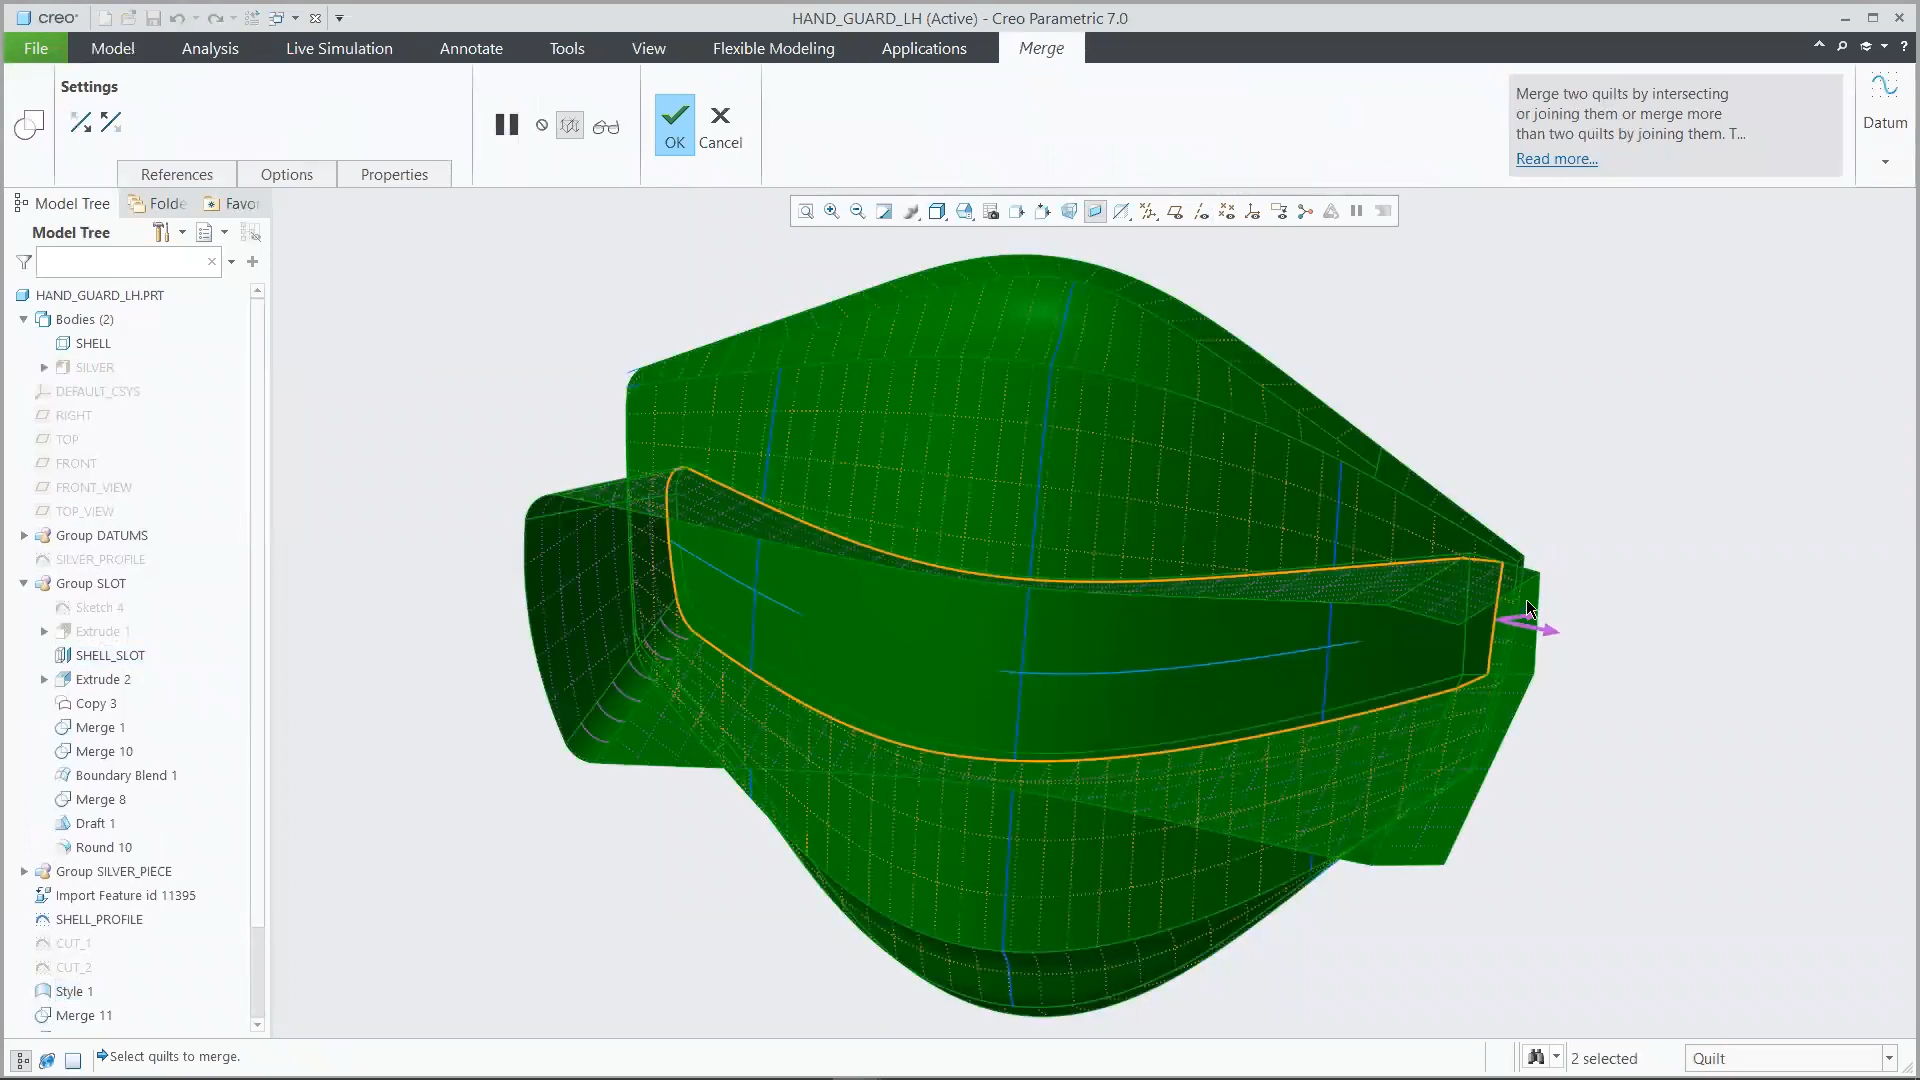 creo®
HAND_GUARD_LH (Active) - Creo Parametric 7.0
File
Model
Analysis
Live Simulation
Annotate
Tools
View
Flexible Modeling
Applications
Merge
Settings
OK
Cancel
References
Options
Properties
Merge two quilts by intersecting
or joining them or merge more
than two quilts by joining them. T...
Read more...
Datum
Model Tree
Folde
Favor
Model Tree
HAND_GUARD_LH.PRT
Bodies (2)
SHELL
SILVER
DEFAULT_CSYS
RIGHT
TOP
FRONT
FRONT_VIEW
TOP_VIEW
Group DATUMS
SILVER_PROFILE
Group SLOT
Sketch 4
Extrude 1
SHELL_SLOT
Extrude 2
Copy 3
Merge 1
Merge 10
Boundary Blend 1
Merge 8
Draft 1
Round 10
Group SILVER_PIECE
Import Feature id 11395
SHELL_PROFILE
CUT_1
CUT_2
Style 1
Merge 11
Select quilts to merge.
2 selected
Quilt